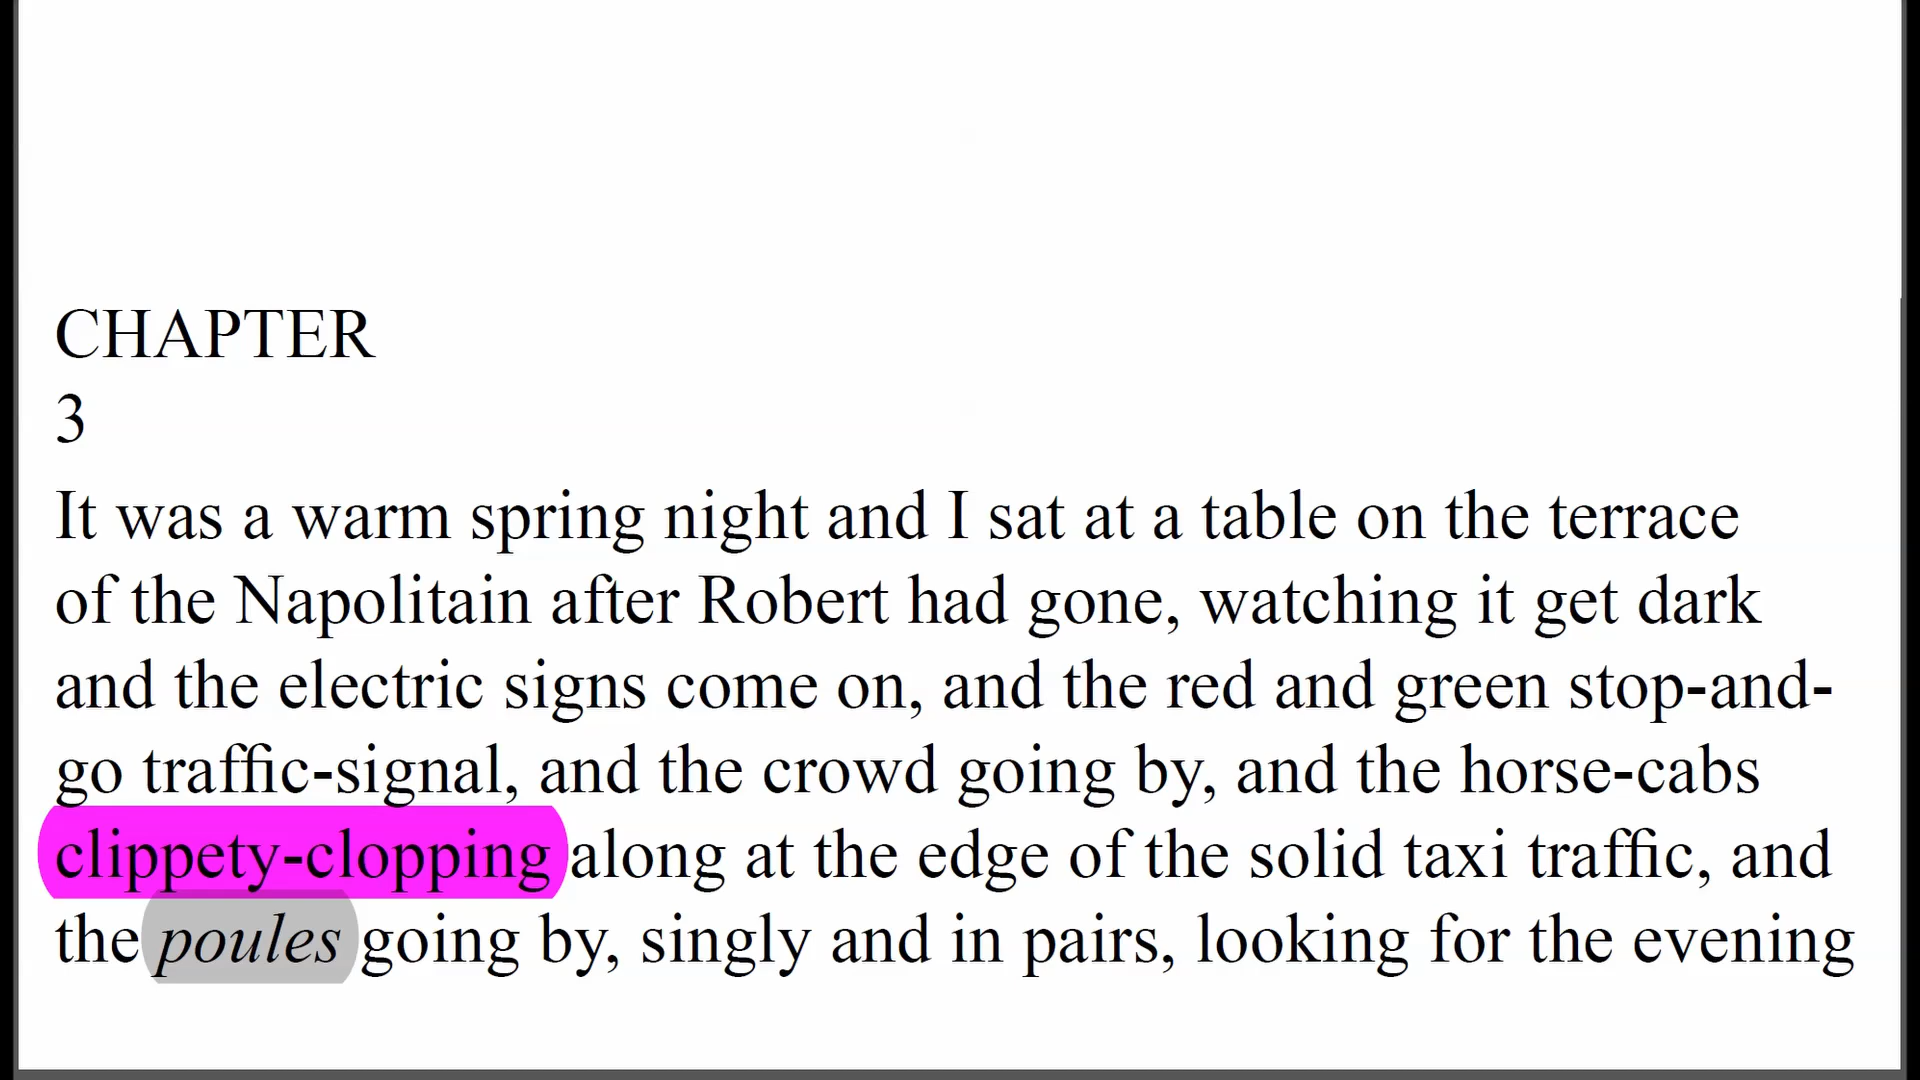 CHAPTER
3
It was a warm spring night and I sat at a table on the terrace
of the Napolitain after Robert had gone, watching it get dark
and the electric signs come on, and the red and green stop-and-
go traffic-signal, and the crowd going by, and the horse-cabs
clippety-clopping along at the edge of the solid taxi traffic, and
the poules going by, singly and in pairs, looking for the evening